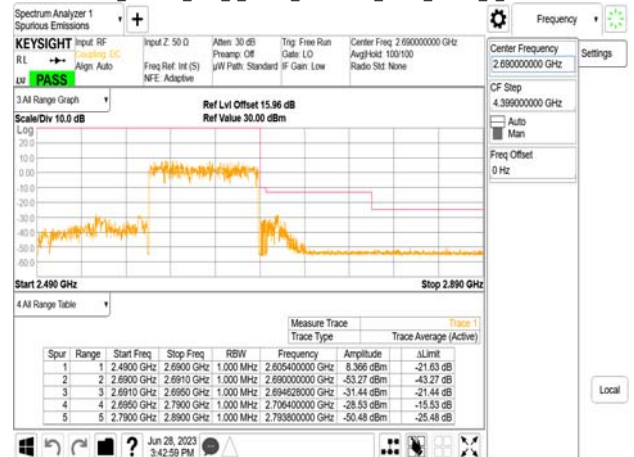 Spectrum Analyzer 1
Spurious Emissions
Frequency
KEYSIGHT Input: RF Input Z: 50 Ω Atten: 30 dB Trig: Free Run Center Freq: 2.690000000 GHz
RL Coupling: DC Preamp: Off Gate: LO Avg|Hold: 100/100
Align: Auto Freq Ref: Int (S) µW Path: Standard IF Gain: Low Radio Std: None
LU PASS NFE: Adaptive
Center Frequency
2.690000000 GHz
Settings
CF Step
4.399000000 GHz
Auto
Man
Freq Offset
0 Hz
Local
3 All Range Graph
Ref Lvl Offset 15.96 dB
Scale/Div 10.0 dB Ref Value 30.00 dBm
Log
20.0
10.0
0.00
-10.0
-20.0
-30.0
-40.0
-50.0
-60.0
Start 2.490 GHz Stop 2.890 GHz
4 All Range Table
Measure Trace Trace 1
Trace Type Trace Average (Active)
Spur Range Start Freq Stop Freq RBW Frequency Amplitude ΔLimit
1 1 2.4900 GHz 2.6900 GHz 1.000 MHz 2.605400000 GHz 8.366 dBm -21.63 dB
2 2 2.6900 GHz 2.6910 GHz 1.000 MHz 2.690000000 GHz -53.27 dBm -43.27 dB
3 3 2.6910 GHz 2.6950 GHz 1.000 MHz 2.694628000 GHz -31.44 dBm -21.44 dB
4 4 2.6950 GHz 2.7900 GHz 1.000 MHz 2.706400000 GHz -28.53 dBm -15.53 dB
5 5 2.7900 GHz 2.8900 GHz 1.000 MHz 2.793800000 GHz -50.48 dBm -25.48 dB
Jun 28, 2023
3:42:59 PM